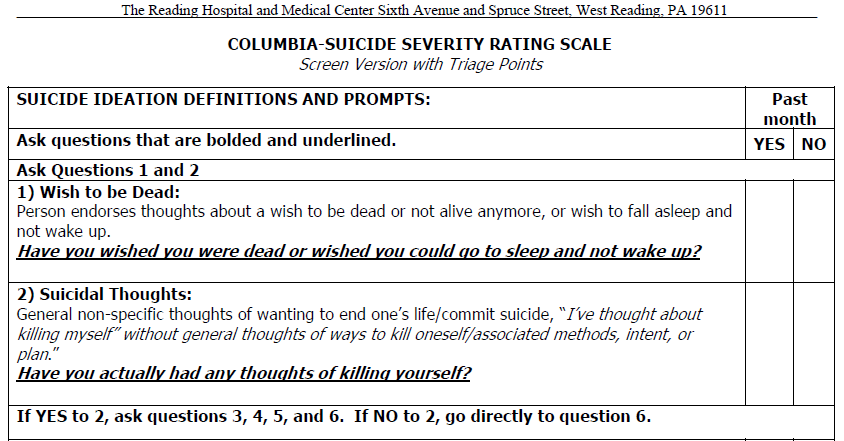 The Reading Hospital and Medical Center Sixth Avenue and Spruce Street, West Reading, PA 19611
COLUMBIA-SUICIDE SEVERITY RATING SCALE
Screen Version with Triage Points
SUICIDE IDEATION DEFINITIONS AND PROMPTS:
Past
month
Ask questions that are bolded and underlined.
YES NO
Ask Questions 1 and 2
1) Wish to be Dead:
Person endorses thoughts about a wish to be dead or not alive anymore, or wish to fall asleep and
not wake up.
Have you wished you were dead or wished you could go to sleep and not wake up?
2) Suicidal Thoughts:
General non-specific thoughts of wanting to end one’s life/commit suicide, “I’ve thought about
killing myself” without general thoughts of ways to kill oneself/associated methods, intent, or
plan.”
Have you actually had any thoughts of killing yourself?
If YES to 2, ask questions 3, 4, 5, and 6. If NO to 2, go directly to question 6.